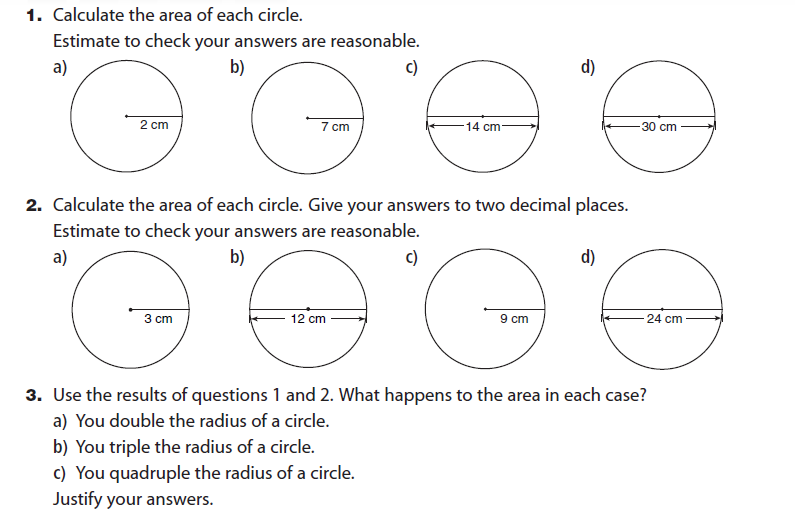 1. Calculate the area of each circle.
Estimate to check your answers are reasonable.
a) b) c) d)
2 cm 7 cm 14 cm 30 cm
2. Calculate the area of each circle. Give your answers to two decimal places.
Estimate to check your answers are reasonable.
a) b) c) d)
3 cm 12 cm 9 cm 24 cm
3. Use the results of questions 1 and 2. What happens to the area in each case?
a) You double the radius of a circle.
b) You triple the radius of a circle.
c) You quadruple the radius of a circle.
Justify your answers.